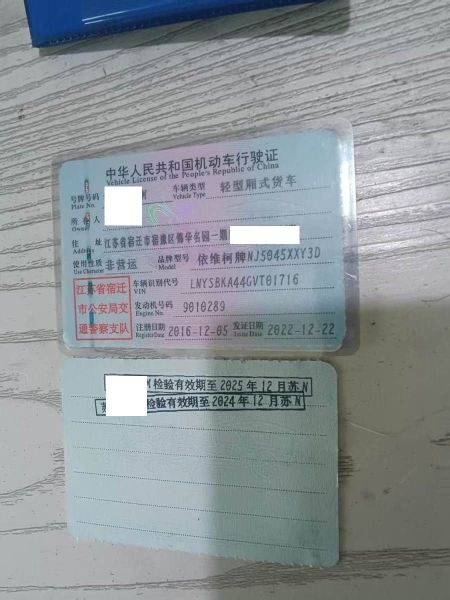 中华人民共和国机动车行驶证
Vehicle License of the People's Republic of China
号牌号码 车辆类型 轻型厢式货车
Plate No. Vehicle Type
所有人
Owner
住址 江苏省宿迁市宿豫区锦华名园一期
Address
使用性质 非营运 品牌型号 依维柯牌NJ5045XXY3D
Use Character Model
江苏省宿迁市公安局交通警察支队
车辆识别代号 LNYSBKA44GVT01716
VIN
发动机号码 9010289
Engine No.
注册日期 2016-12-05 发证日期 2022-12-22
Register Date Issue Date
检验有效期至2025年12月苏N
苏 检验有效期至2024年12月苏N